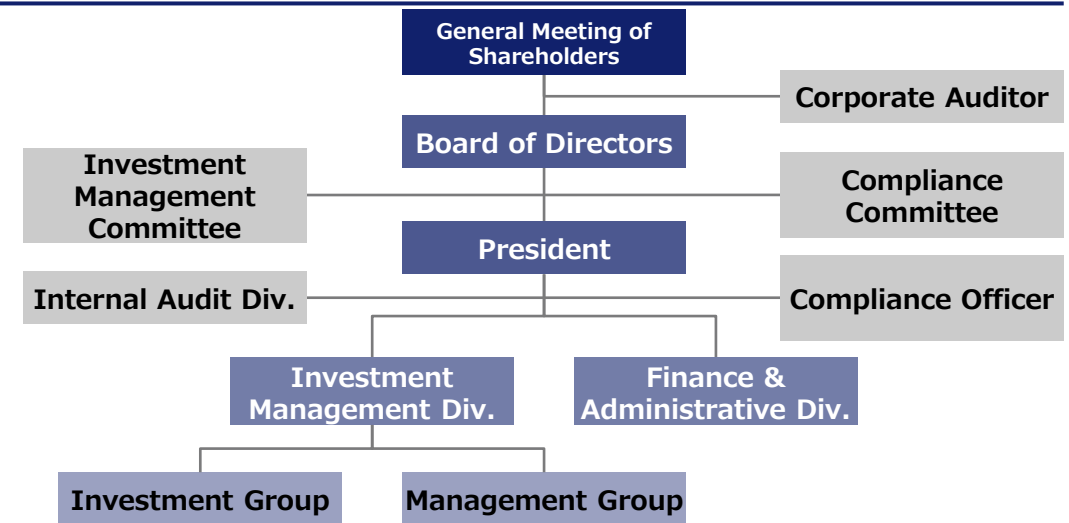 General Meeting of
Shareholders
Corporate Auditor
Board of Directors
Investment
Management
Committee
Compliance
Committee
President
Internal Audit Div.
Compliance Officer
Investment
Management Div.
Finance &
Administrative Div.
Investment Group
Management Group